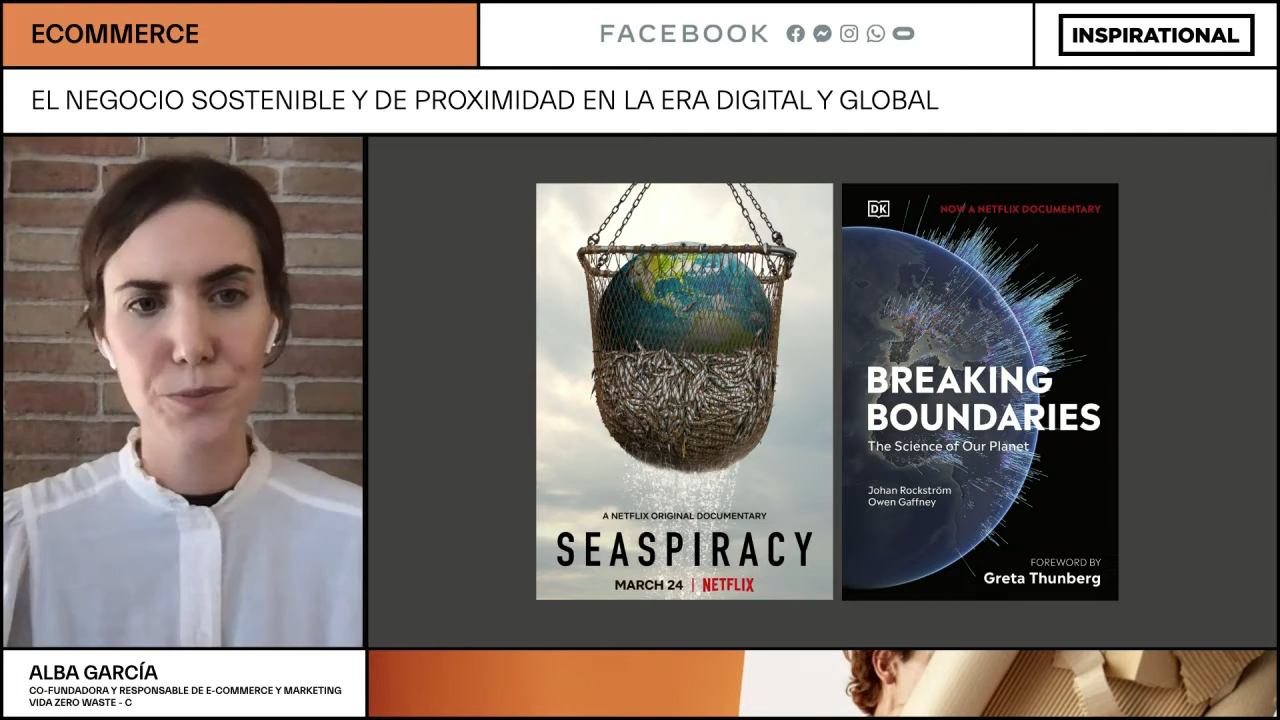 ECOMMERCE
FACEBOOK
INSPIRATIONAL
EL NEGOCIO SOSTENIBLE Y DE PROXIMIDAD EN LA ERA DIGITAL Y GLOBAL
A NETFLIX ORIGINAL DOCUMENTARY
SEASPIRACY
MARCH 24 | NETFLIX
DK
NOW A NETFLIX DOCUMENTARY
BREAKING
BOUNDARIES
The Science of Our Planet
Johan Rockström
Owen Gaffney
FOREWORD BY
Greta Thunberg
ALBA GARCÍA
CO-FUNDADORA Y RESPONSABLE DE E-COMMERCE Y MARKETING
VIDA ZERO WASTE - C